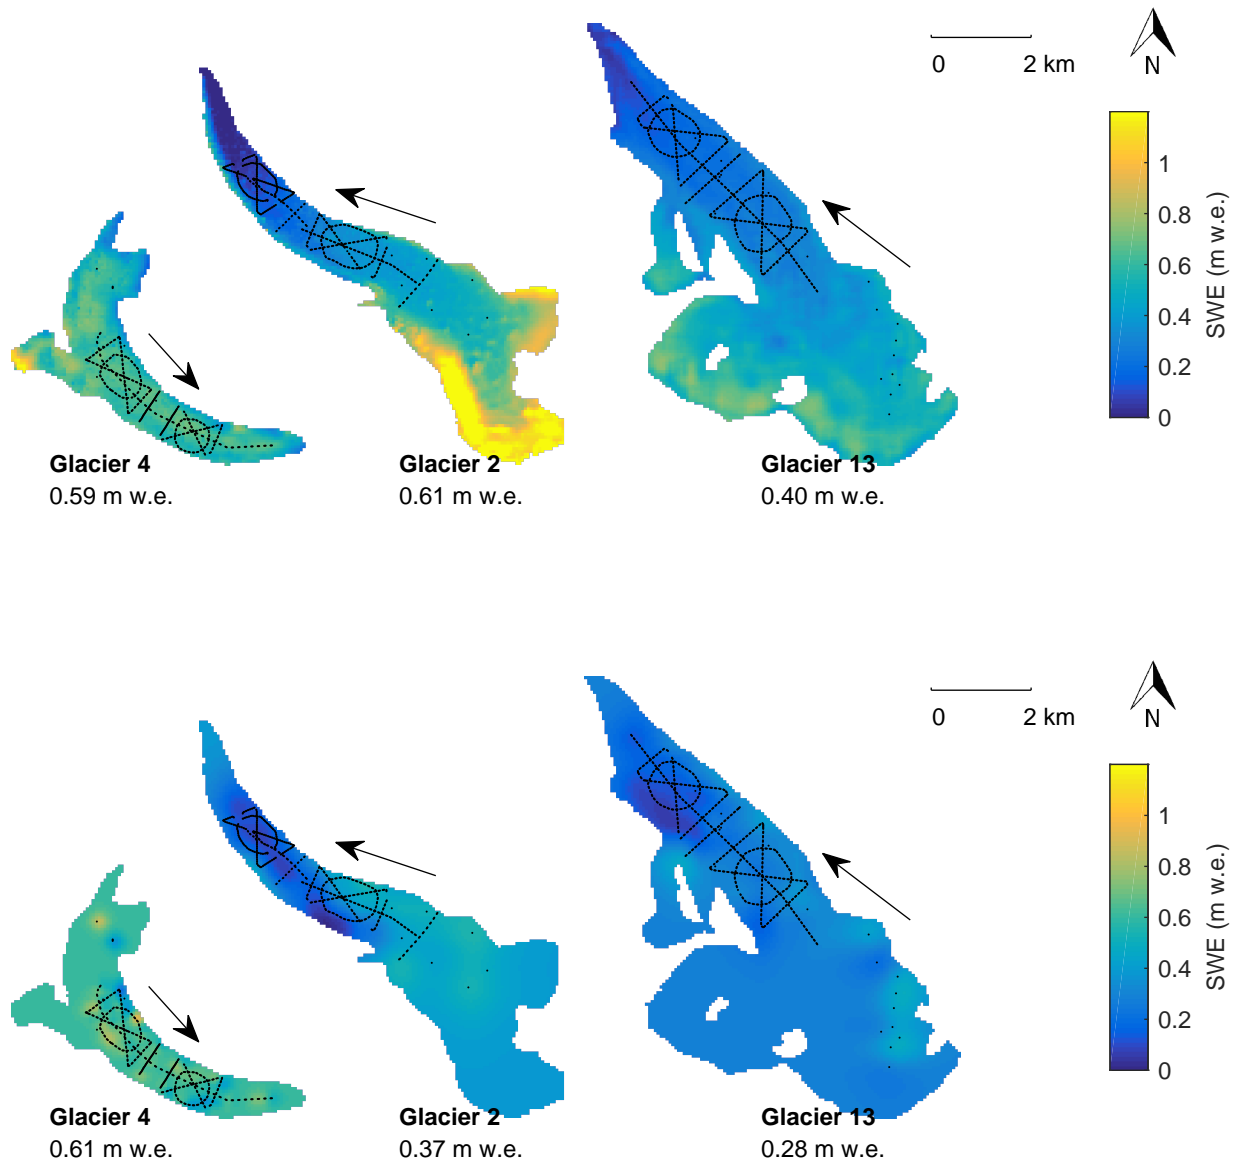 0 2 km
N
1
0.8
0.6
0.4
0.2
0
SWE (m w.e.)
Glacier 4
0.59 m w.e.
Glacier 2
0.61 m w.e.
Glacier 13
0.40 m w.e.
0 2 km
N
1
0.8
0.6
0.4
0.2
0
SWE (m w.e.)
Glacier 4
0.61 m w.e.
Glacier 2
0.37 m w.e.
Glacier 13
0.28 m w.e.